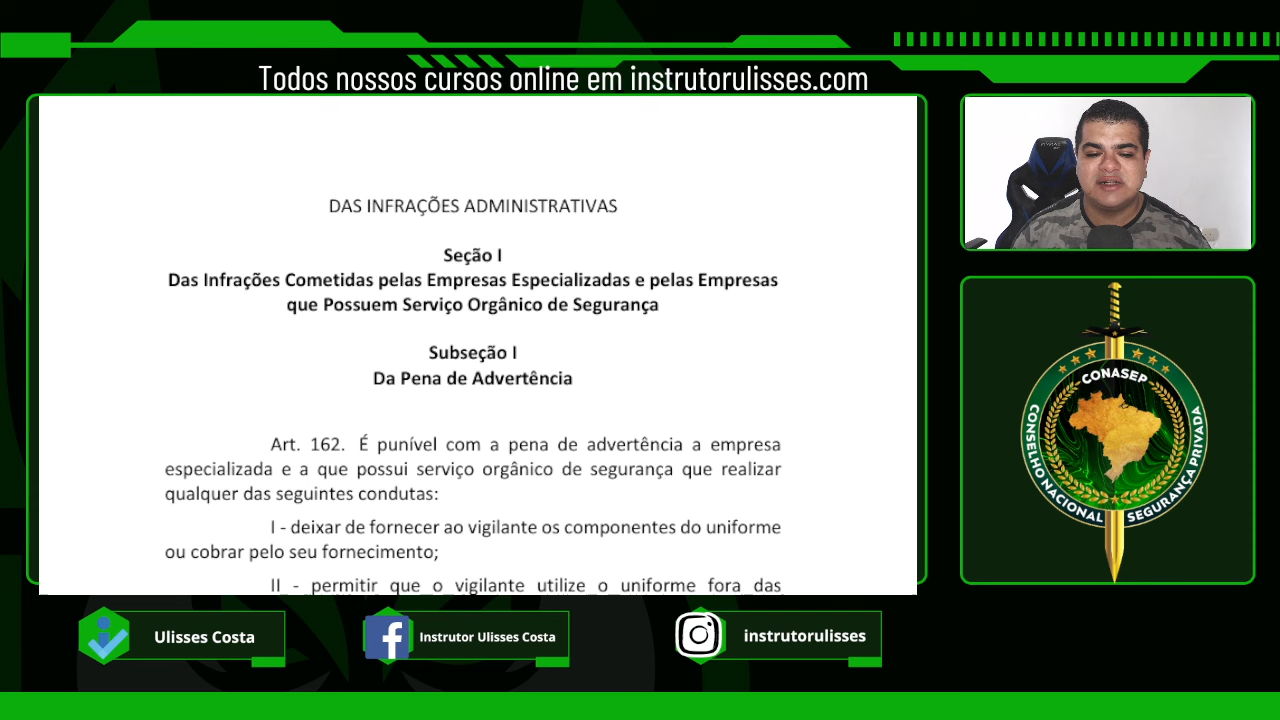 Todos nossos cursos online em instrutorulisses.com
DAS INFRAÇÕES ADMINISTRATIVAS
Seção I
Das Infrações Cometidas pelas Empresas Especializadas e pelas Empresas
que Possuem Serviço Orgânico de Segurança
Subseção I
Da Pena de Advertência
Art. 162. É punível com a pena de advertência a empresa
especializada e a que possui serviço orgânico de segurança que realizar
qualquer das seguintes condutas:
I - deixar de fornecer ao vigilante os componentes do uniforme
ou cobrar pelo seu fornecimento;
II - permitir que o vigilante utilize o uniforme fora das
CONASEP
CONSELHO NACIONAL
SEGURANÇA PRIVADA
Ulisses Costa
Instrutor Ulisses Costa
instrutorulisses